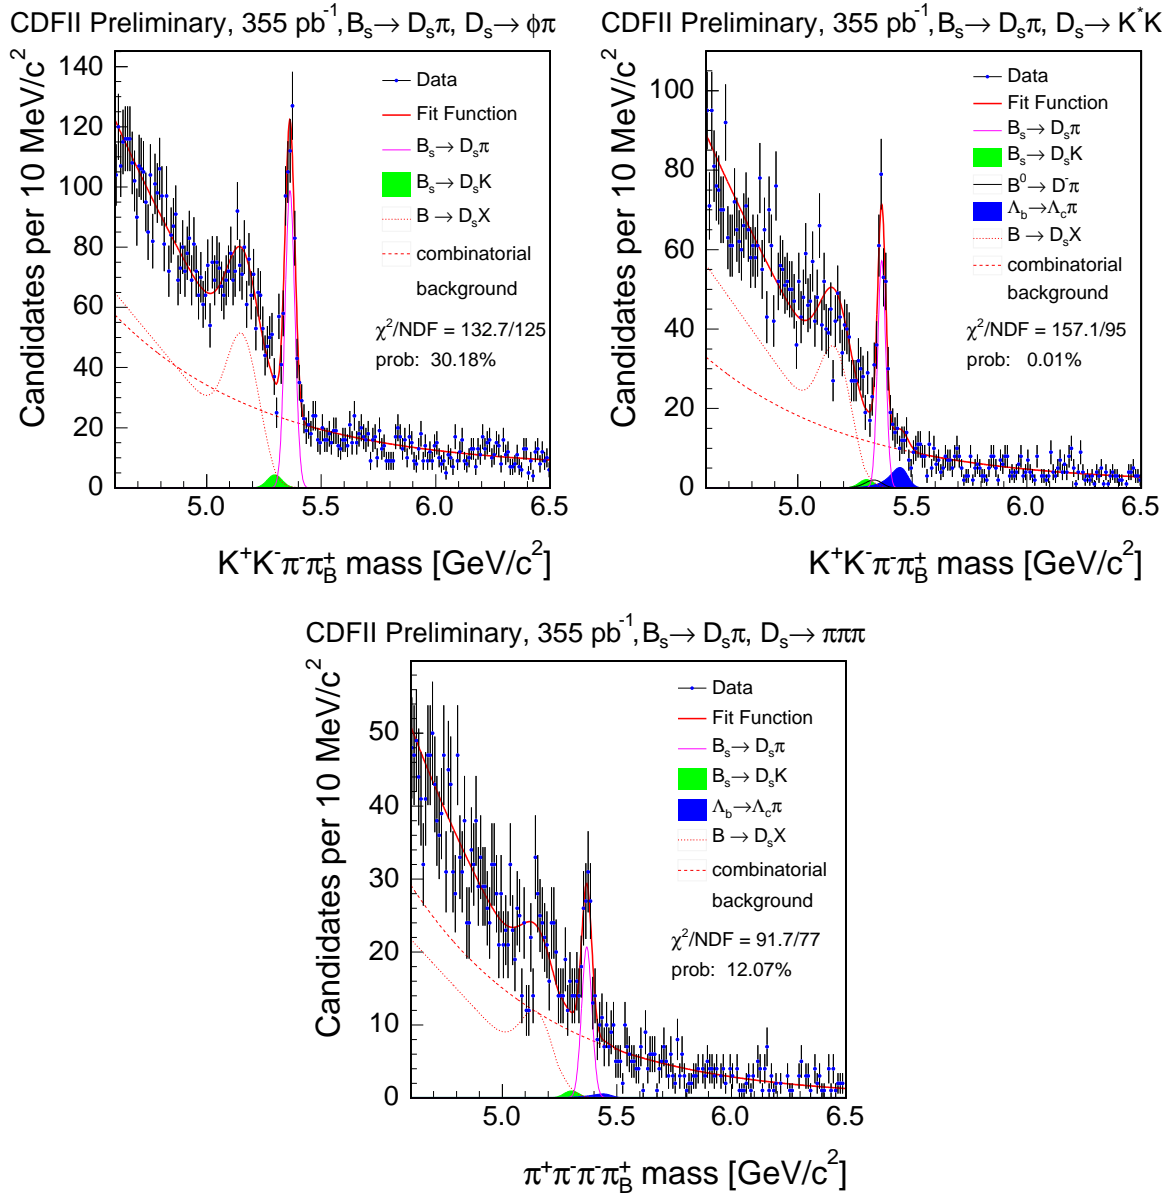 CDFII Preliminary, 355 pb⁻¹, Bₛ → Dₛπ, Dₛ → φπ
Candidates per 10 MeV/c²
140
120
100
80
60
40
20
0
5.0
5.5
6.0
6.5
K⁺K⁻π⁻π_B⁺ mass [GeV/c²]
Data
Fit Function
Bₛ → Dₛπ
Bₛ → DₛK
B → DₛX
combinatorial
background
χ²/NDF = 132.7/125
prob: 30.18%
CDFII Preliminary, 355 pb⁻¹, Bₛ → Dₛπ, Dₛ → K*K
Candidates per 10 MeV/c²
100
80
60
40
20
0
5.0
5.5
6.0
6.5
K⁺K⁻π⁻π_B⁺ mass [GeV/c²]
Data
Fit Function
Bₛ → Dₛπ
Bₛ → DₛK
B⁰ → D⁻π
Λ_b → Λ_cπ
B → DₛX
combinatorial
background
χ²/NDF = 157.1/95
prob: 0.01%
CDFII Preliminary, 355 pb⁻¹, Bₛ → Dₛπ, Dₛ → πππ
Candidates per 10 MeV/c²
50
40
30
20
10
0
5.0
5.5
6.0
6.5
π⁺π⁻π⁻π_B⁺ mass [GeV/c²]
Data
Fit Function
Bₛ → Dₛπ
Bₛ → DₛK
Λ_b → Λ_cπ
B → DₛX
combinatorial
background
χ²/NDF = 91.7/77
prob: 12.07%